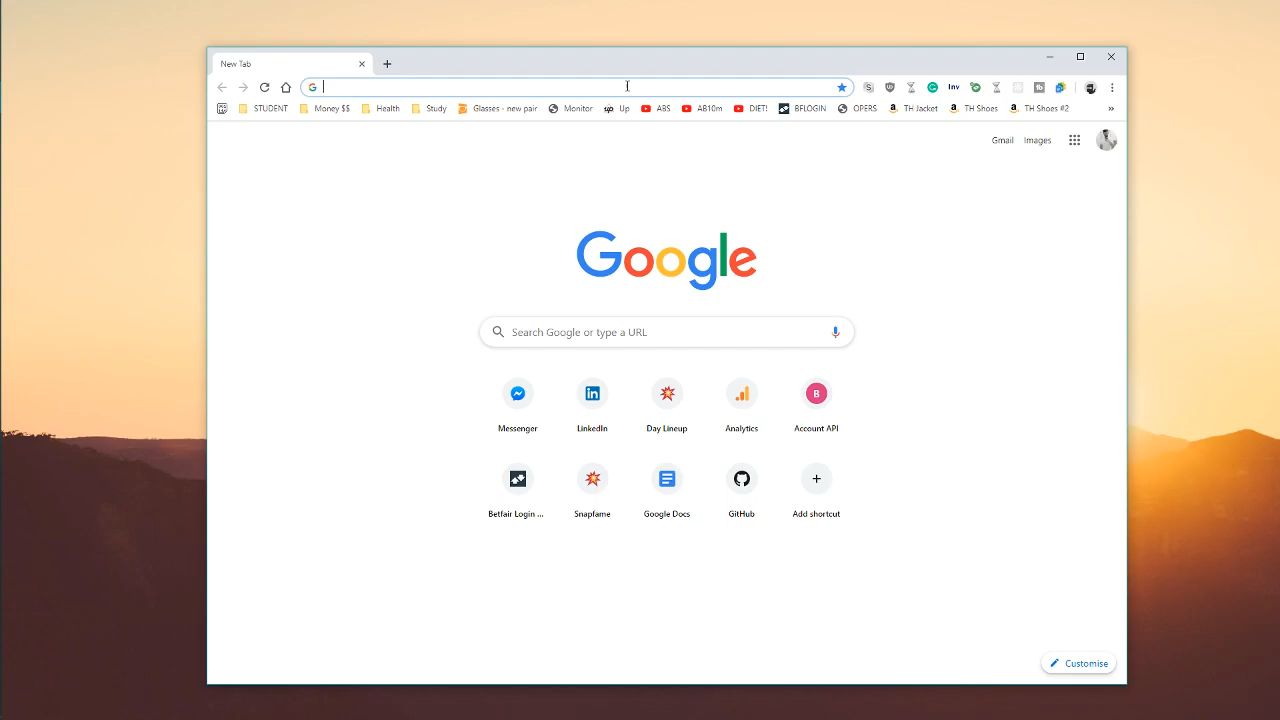 New Tab
STUDENT Money $$ Health Study Glasses - new pair Monitor Up ABS AB10m DIET! BFLOGIN OPERS TH Jacket TH Shoes TH Shoes #2 »
Inv
Gmail Images
Google
Search Google or type a URL
Messenger LinkedIn Day Lineup Analytics Account API
B
Betfair Login ... Snapfame Google Docs GitHub Add shortcut
Customise